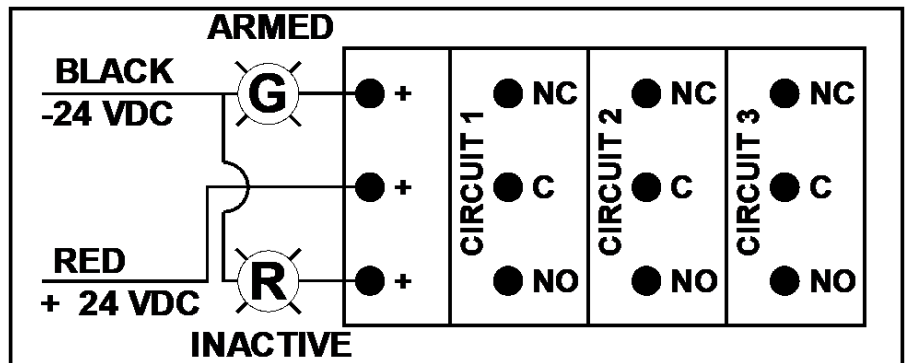 ARMED
BLACK
-24 VDC
G
+
+
+
CIRCUIT 1
NC
C
NO
CIRCUIT 2
NC
C
NO
CIRCUIT 3
NC
C
NO
RED
+ 24 VDC
R
INACTIVE